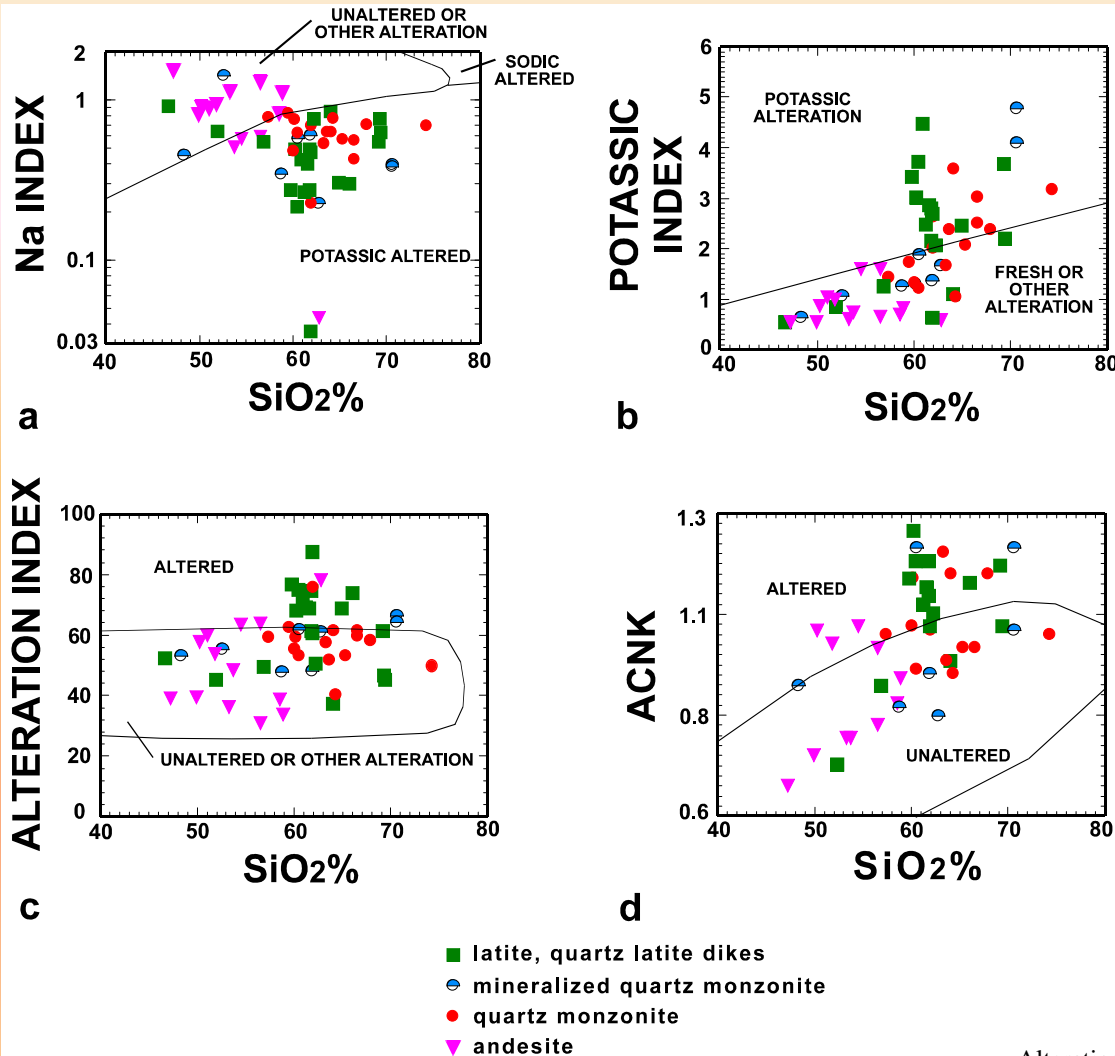 UNALTERED OR
OTHER ALTERATION
SODIC
ALTERED
POTASSIC ALTERED
Na INDEX
2
1
0.1
0.03
40
50
60
70
80
SiO2%
a
POTASSIC
ALTERATION
FRESH OR
OTHER
ALTERATION
POTASSIC
INDEX
6
5
4
3
2
1
0
40
50
60
70
80
SiO2%
b
ALTERED
UNALTERED OR OTHER ALTERATION
ALTERATION INDEX
100
80
60
40
20
0
40
50
60
70
80
SiO2%
c
ALTERED
UNALTERED
ACNK
1.3
1.1
0.8
0.6
40
50
60
70
80
SiO2%
d
latite, quartz latite dikes
mineralized quartz monzonite
quartz monzonite
andesite